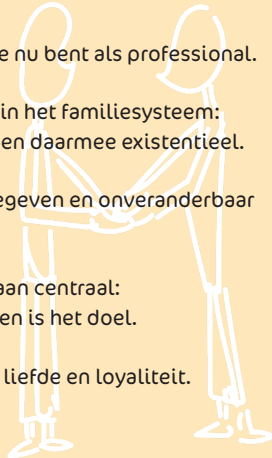 e nu bent als professional.
in het familiesysteem:
en daarmee existentieel.
egeven en onveranderbaar
aan centraal:
en is het doel.
liefde en loyaliteit.